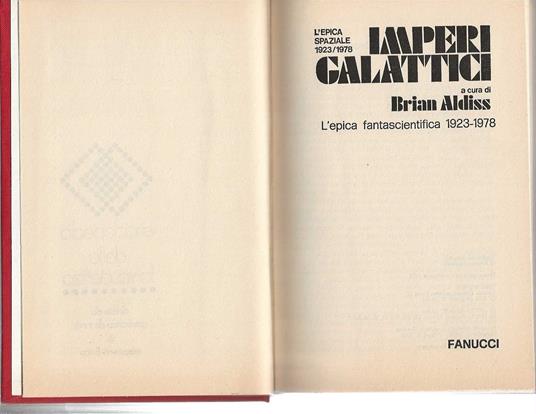 L'EPICA
SPAZIALE
1923/1978
IMPERI
GALATTICI
a cura di
Brian Aldiss
L'epica fantascientifica 1923-1978
FANUCCI